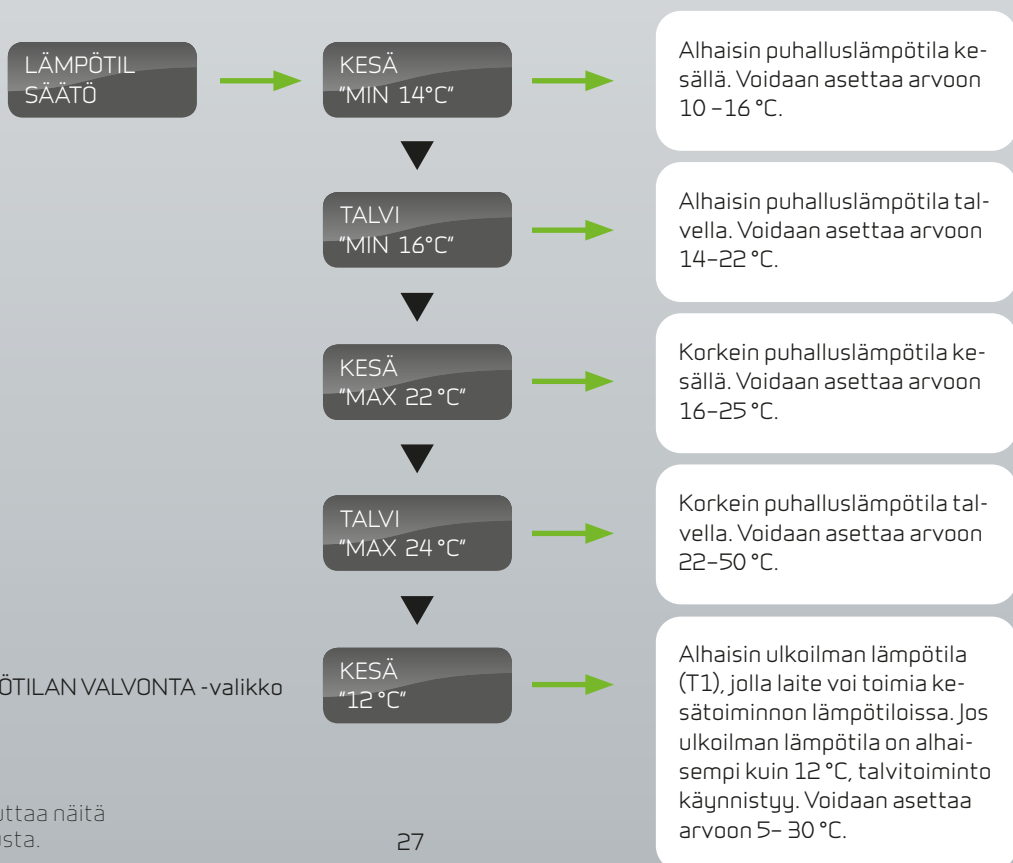 LÄMPÖTIL
SÄÄTÖ
KESÄ
"MIN 14°C"
Alhaisin puhalluslämpötila ke-
sällä. Voidaan asettaa arvoon
10 –16 °C.
TALVI
"MIN 16°C"
Alhaisin puhalluslämpötila tal-
vella. Voidaan asettaa arvoon
14–22 °C.
KESÄ
"MAX 22 °C"
Korkein puhalluslämpötila ke-
sällä. Voidaan asettaa arvoon
16–25 °C.
TALVI
"MAX 24 °C"
Korkein puhalluslämpötila tal-
vella. Voidaan asettaa arvoon
22–50 °C.
ÖTILAN VALVONTA -valikko
KESÄ
"12 °C"
Alhaisin ulkoilman lämpötila
(T1), jolla laite voi toimia ke-
sätoiminnon lämpötiloissa. Jos
ulkoilman lämpötila on alhai-
sempi kuin 12 °C, talvitoiminto
käynnistyy. Voidaan asettaa
arvoon 5– 30 °C.
uttaa näitä
usta.
27